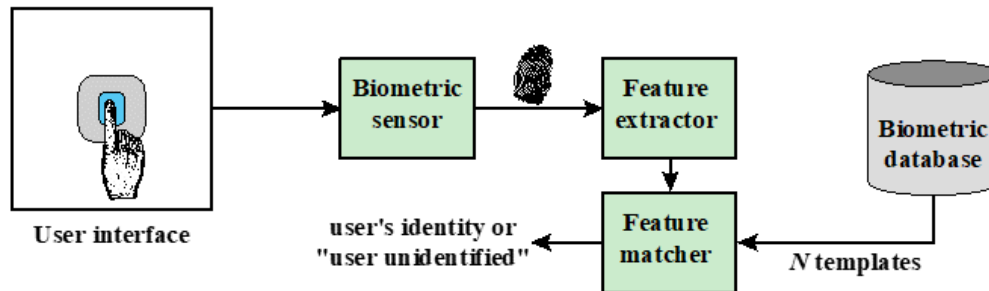 Biometric
sensor
Feature
extractor
Biometric
database
User interface
user's identity or
"user unidentified"
Feature
matcher
N templates